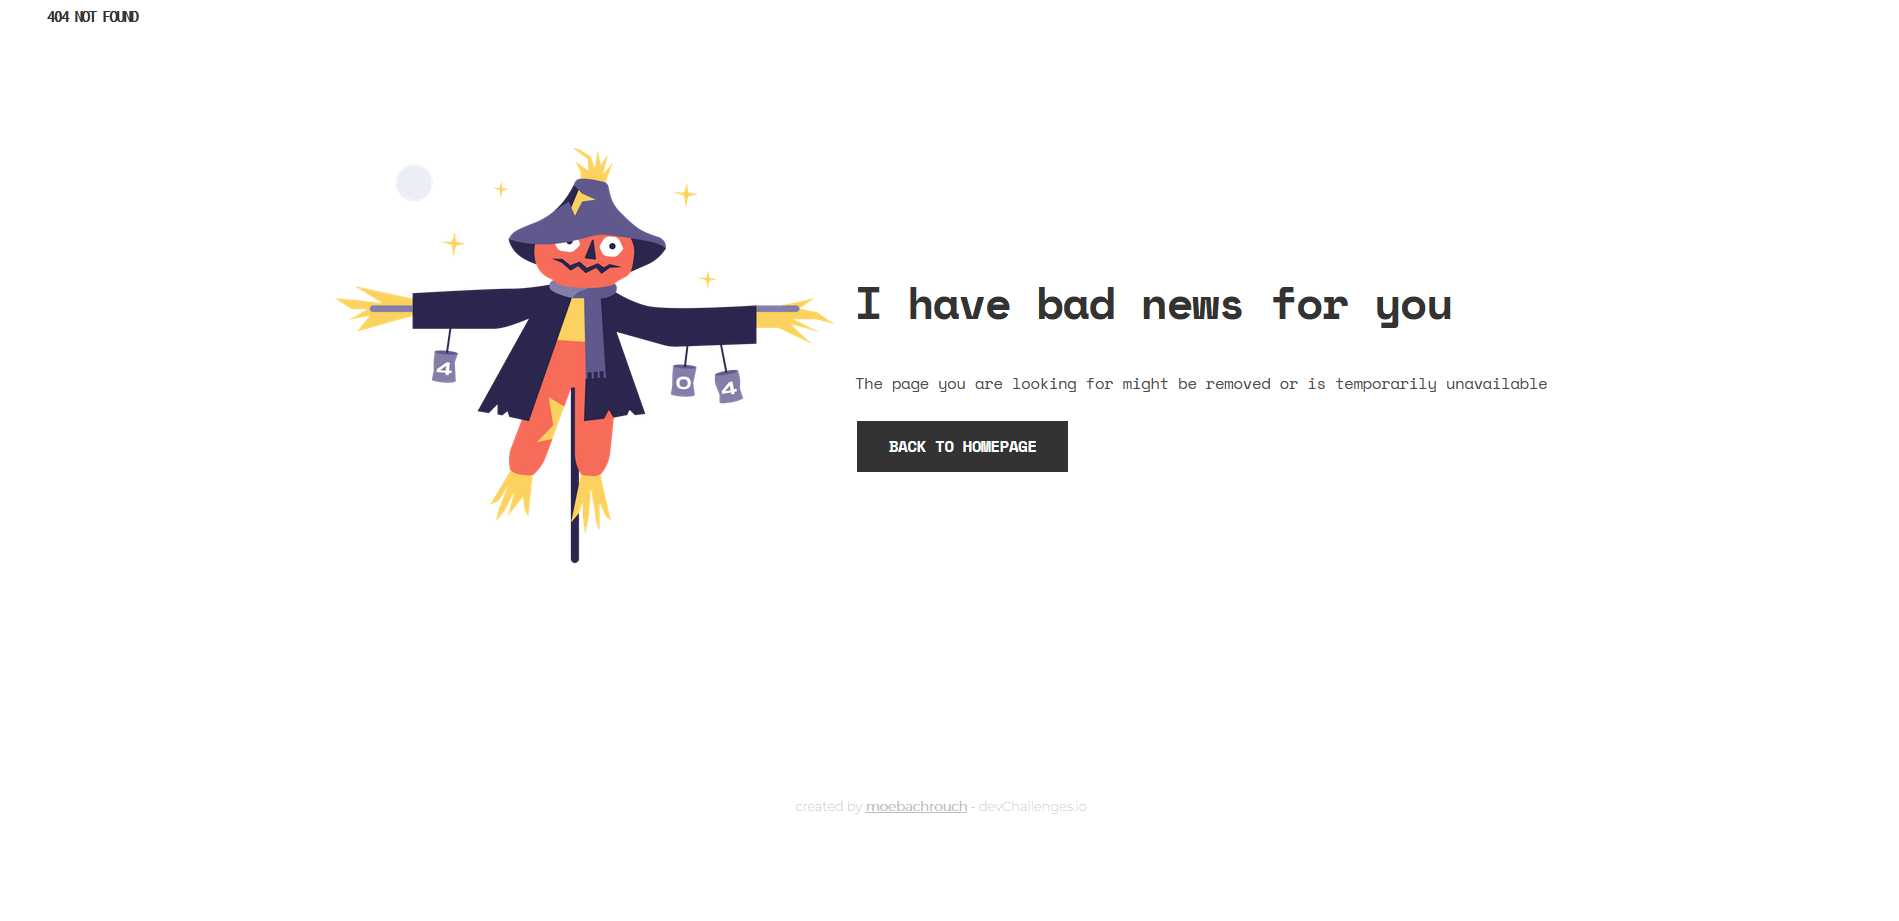 404 NOT FOUND
4
0
4
I have bad news for you
The page you are looking for might be removed or is temporarily unavailable
BACK TO HOMEPAGE
created by moebachrouch - devChallenges.io